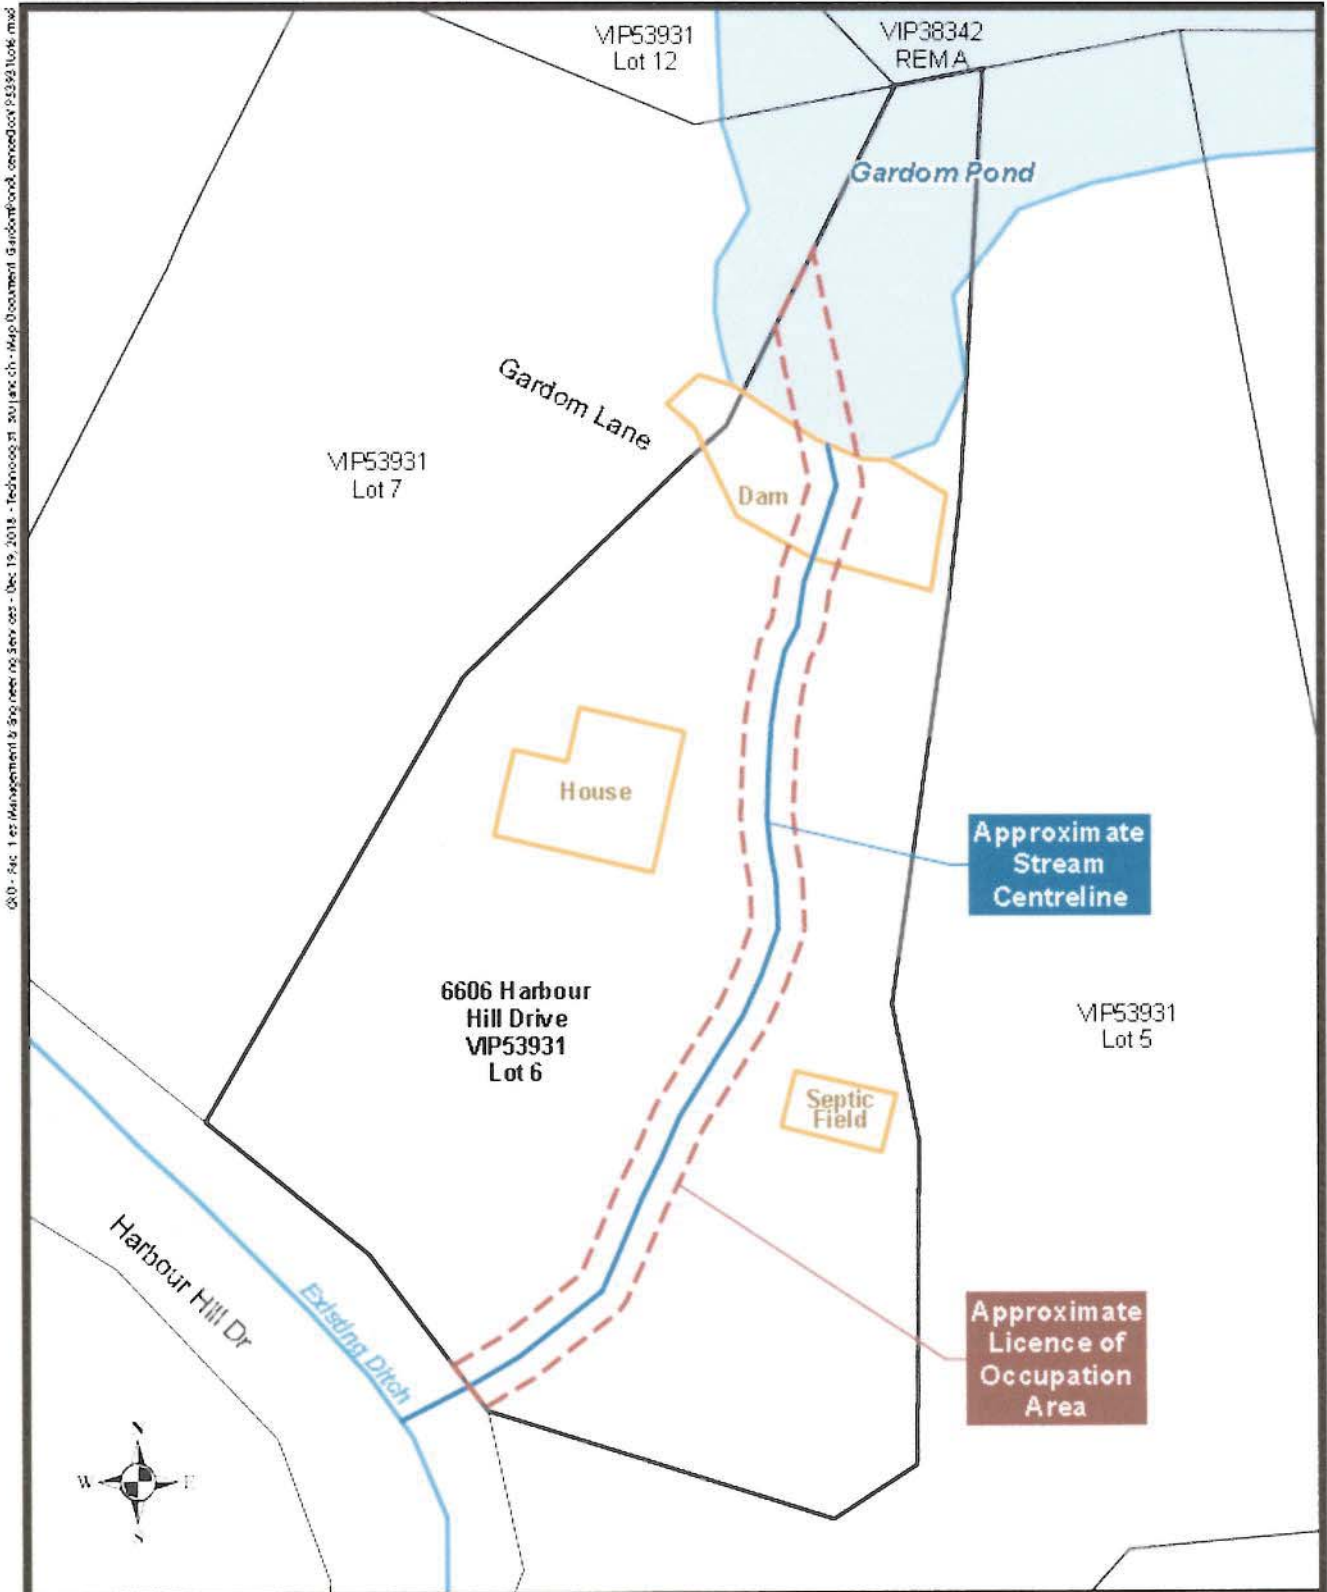 VIP53931
Lot 12
VIP38342
REM A
Gardom Pond
Gardom Lane
VIP53931
Lot 7
Dam
House
Approximate
Stream
Centreline
6606 Harbour
Hill Drive
VIP53931
Lot 6
VIP53931
Lot 5
Septic
Field
Harbour Hill Dr
Existing Ditch
Approximate
Licence of
Occupation
Area
N
W
E
S